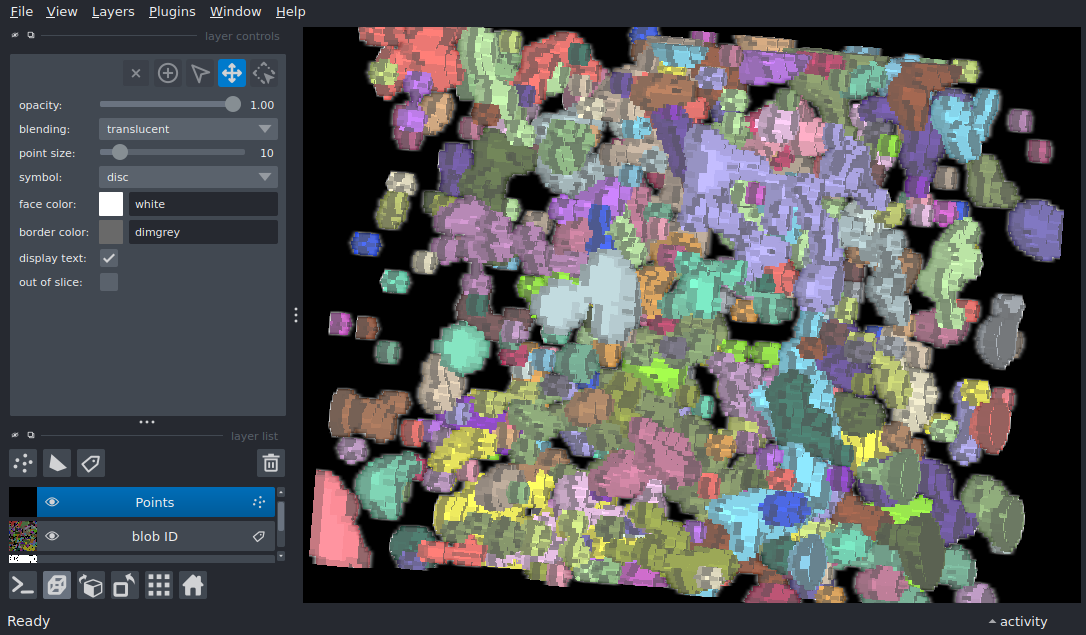 File View Layers Plugins Window Help
layer controls
opacity: 1.00
blending: translucent
point size: 10
symbol: disc
face color: white
border color: dimgrey
display text:
out of slice:
layer list
Points
blob ID
Ready
activity